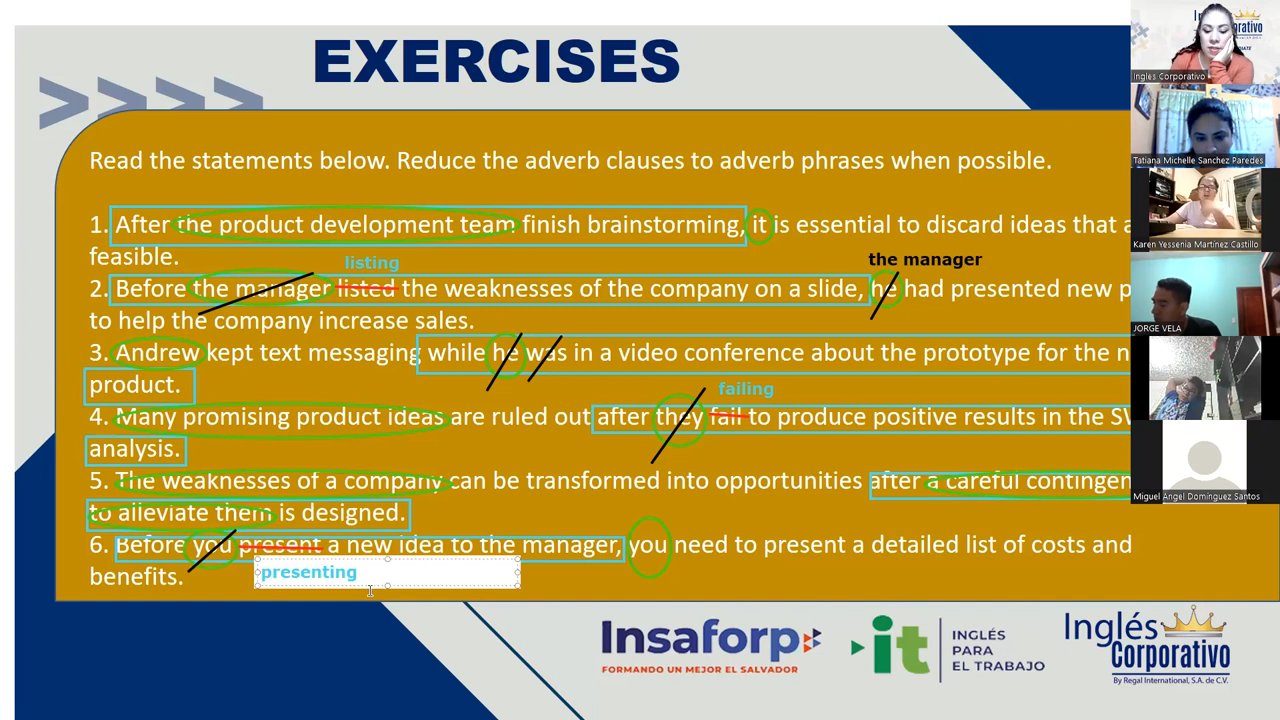 EXERCISES
Read the statements below. Reduce the adverb clauses to adverb phrases when possible.
1. After the product development team finish brainstorming, it is essential to discard ideas that
feasible.
listing
the manager
2. Before the manager listed the weaknesses of the company on a slide, he had presented new
to help the company increase sales.
3. Andrew kept text messaging while he was in a video conference about the prototype for the
product.
failing
4. Many promising product ideas are ruled out after they fail to produce positive results in the
analysis.
5. The weaknesses of a company can be transformed into opportunities after a careful
to alleviate them is designed.
6. Before you present a new idea to the manager, you need to present a detailed list of costs and
benefits.
presenting
Insaforp
FORMANDO UN MEJOR EL SALVADOR
it
INGLÉS
PARA
EL TRABAJO
Inglés
Corporativo
By Regal International, S.A. de C.V.
Ingles Corporativo
Tatiana Michelle Sanchez Paredes
Karen Yessenia Martínez Castillo
JORGE VELA
Miguel Angel Domínguez Santos